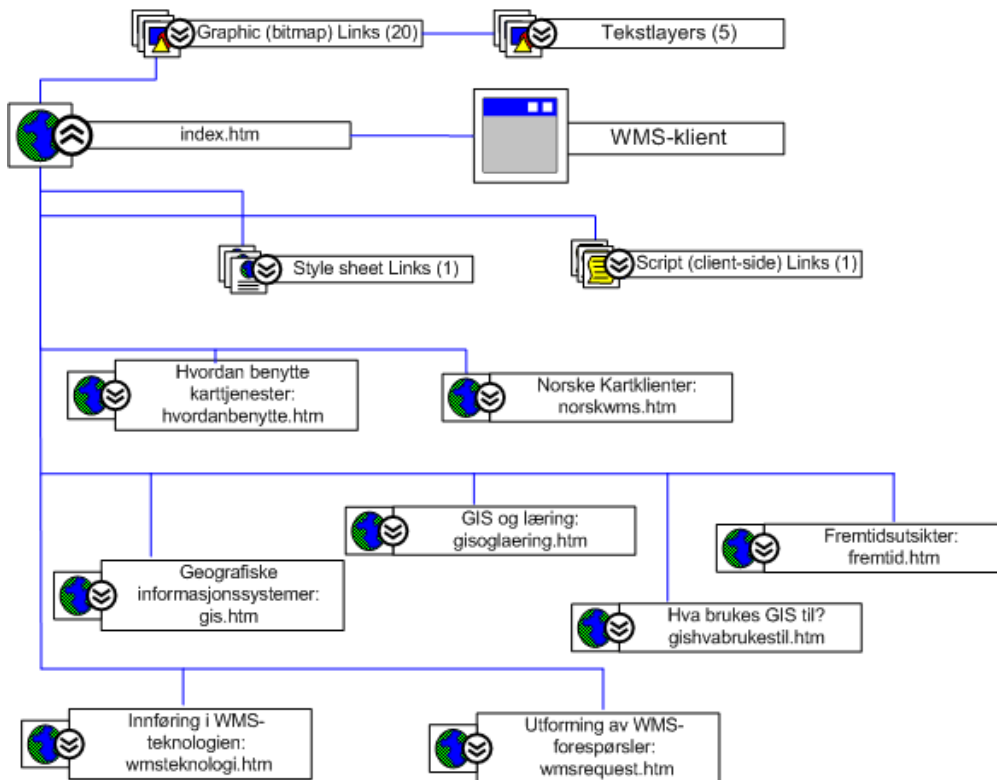 Graphic (bitmap) Links (20)
Tekstlayers (5)
index.htm
WMS-klient
Style sheet Links (1)
Script (client-side) Links (1)
Hvordan benytte
karttjenester:
hvordanbenytte.htm
Norske Kartklienter:
norskwms.htm
GIS og læring:
gisoglaering.htm
Fremtidsutsikter:
fremtid.htm
Geografiske
informasjonssystemer:
gis.htm
Hva brukes GIS til?
gishvabrukestil.htm
Innføring i WMS-
teknologien:
wmsteknologi.htm
Utforming av WMS-
forespørsler:
wmsrequest.htm